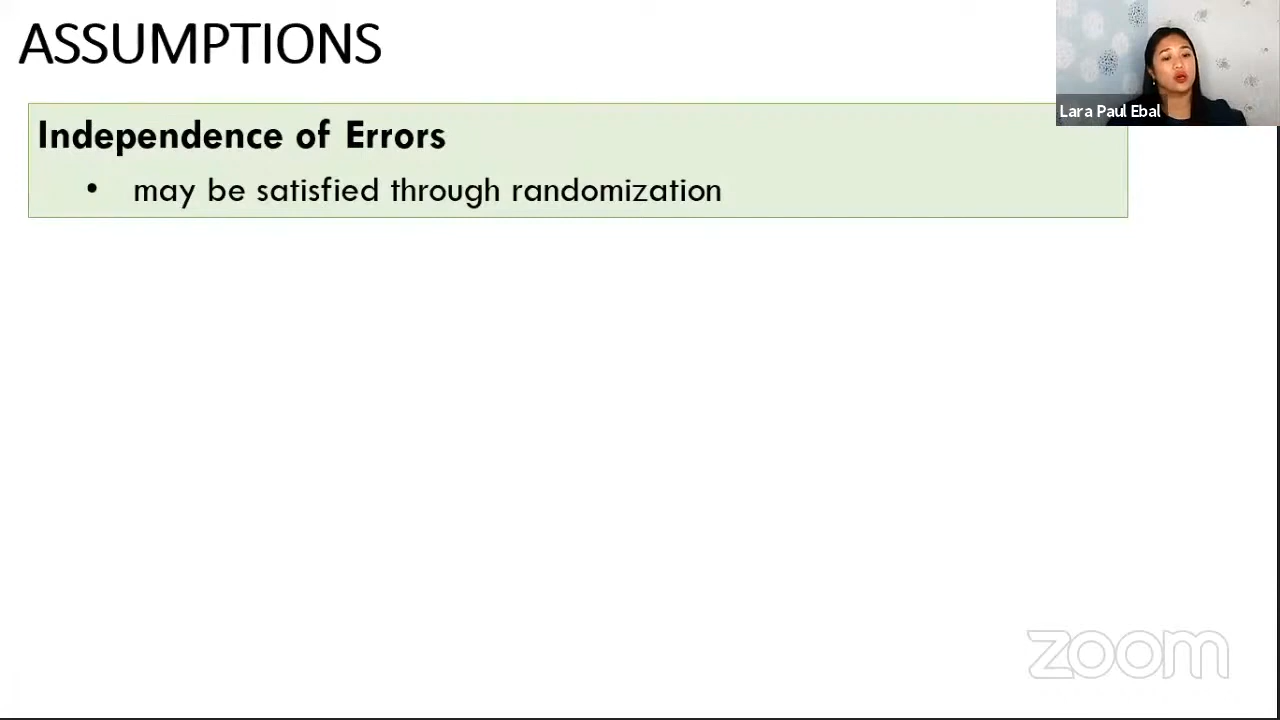 ASSUMPTIONS
Lara Paul Ebal
Independence of Errors
• may be satisfied through randomization
zoom